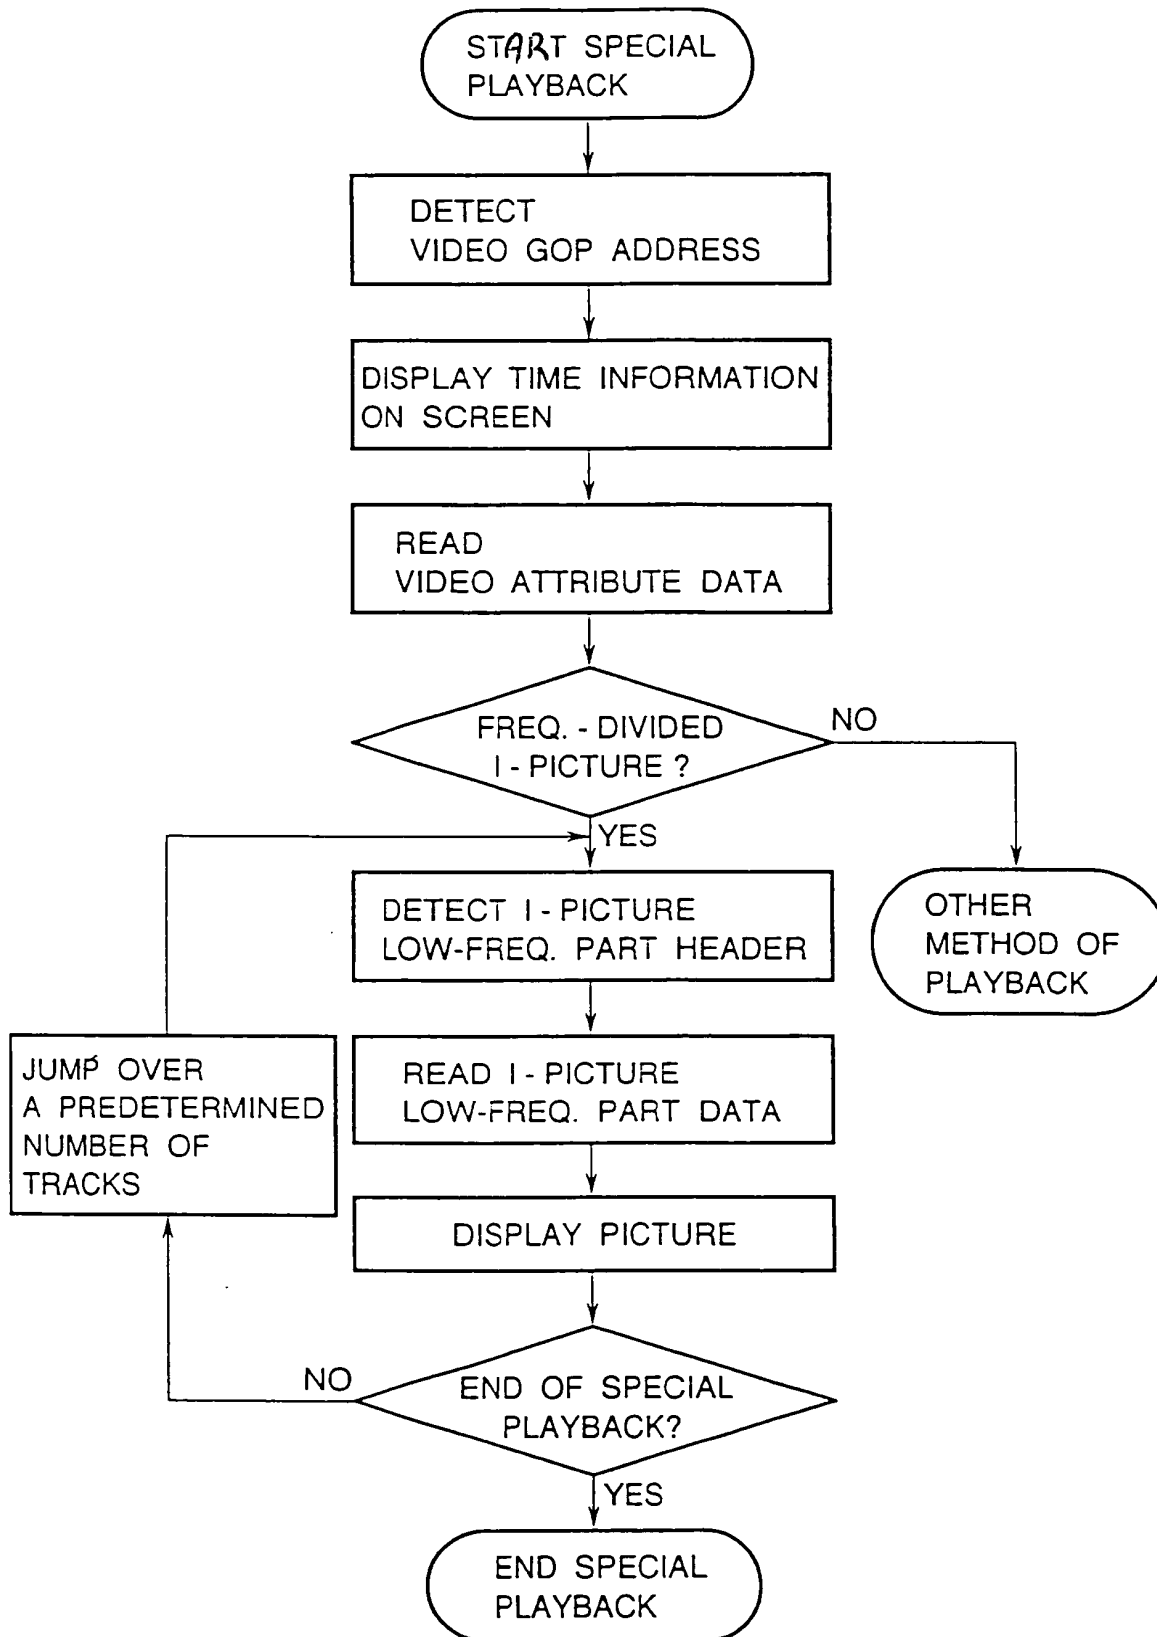 START SPECIAL
PLAYBACK
DETECT
VIDEO GOP ADDRESS
DISPLAY TIME INFORMATION
ON SCREEN
READ
VIDEO ATTRIBUTE DATA
FREQ. - DIVIDED
I - PICTURE ?
NO
YES
DETECT I - PICTURE
LOW-FREQ. PART HEADER
OTHER
METHOD OF
PLAYBACK
JUMP OVER
A PREDETERMINED
NUMBER OF
TRACKS
READ I - PICTURE
LOW-FREQ. PART DATA
DISPLAY PICTURE
NO
END OF SPECIAL
PLAYBACK?
YES
END SPECIAL
PLAYBACK